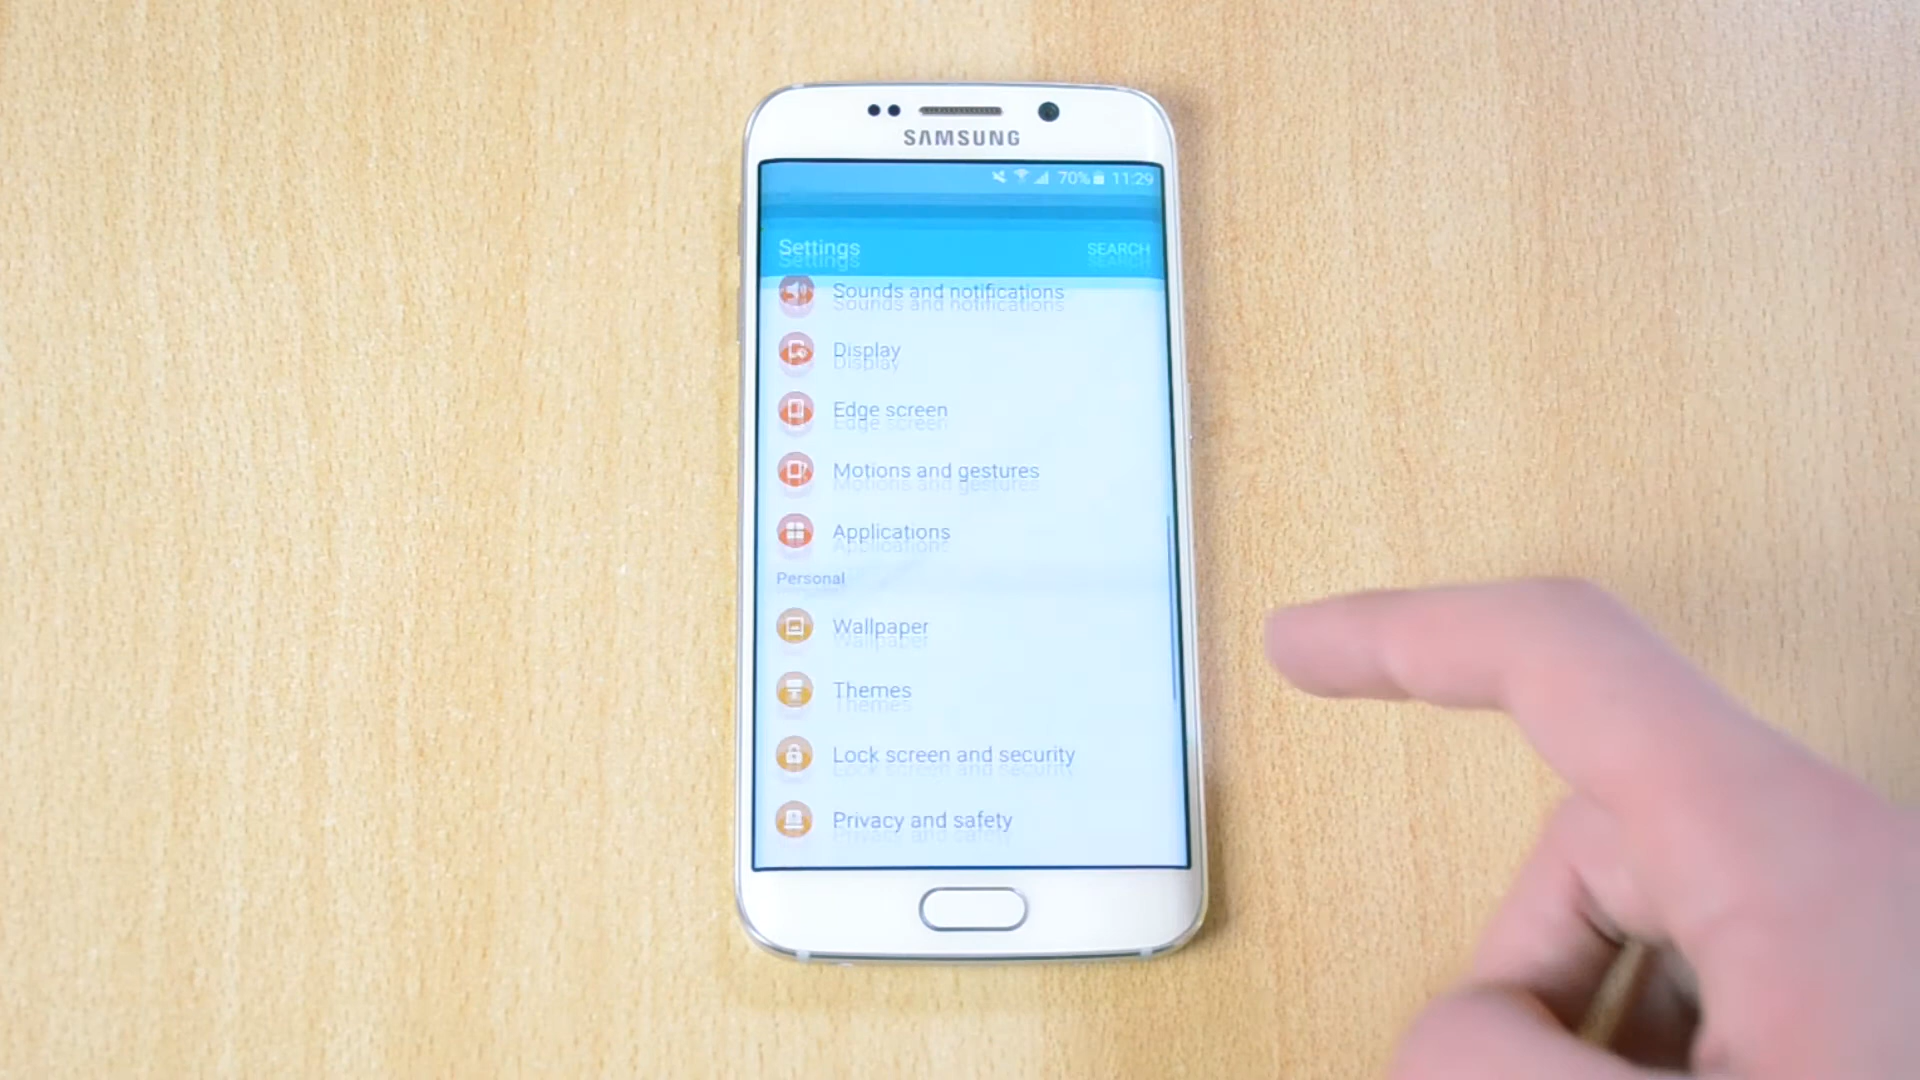 SAMSUNG
70% 11:29
Settings SEARCH
Sounds and notifications
Display
Edge screen
Motions and gestures
Applications
Personal
Wallpaper
Themes
Lock screen and security
Privacy and safety